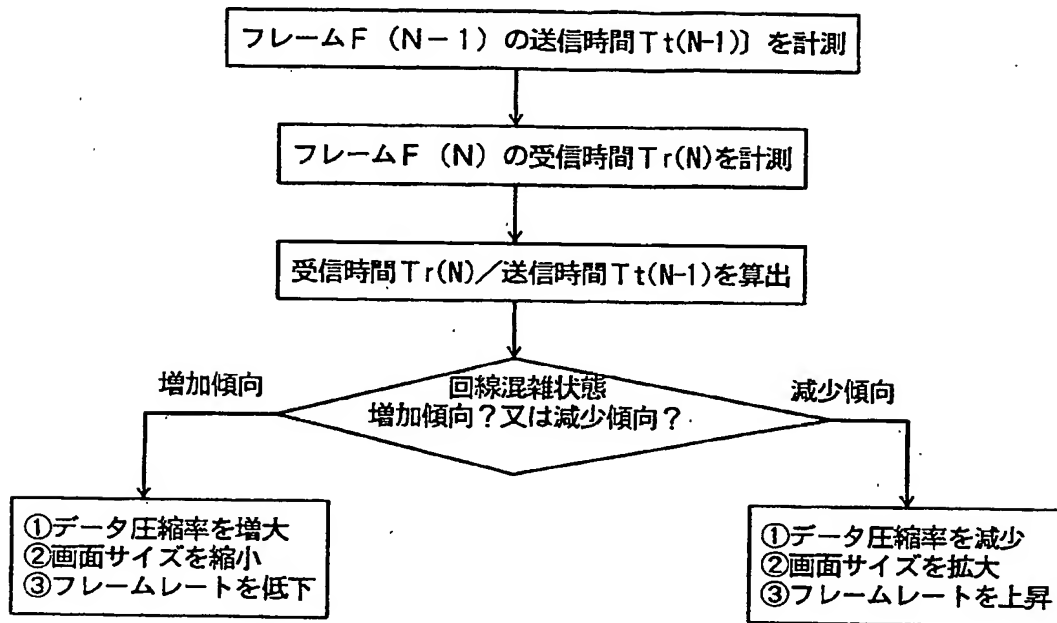 フレームF（N－1）の送信時間Tt(N-1)〕を計測
フレームF（N）の受信時間Tr(N)を計測
受信時間Tr(N)／送信時間Tt(N-1)を算出
増加傾向
回線混雑状態
増加傾向？又は減少傾向？
減少傾向
①データ圧縮率を増大
②画面サイズを縮小
③フレームレートを低下
①データ圧縮率を減少
②画面サイズを拡大
③フレームレートを上昇